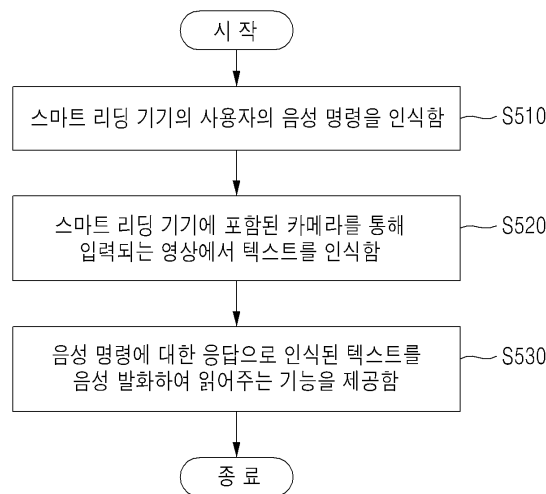 시 작
스마트 리딩 기기의 사용자의 음성 명령을 인식함
S510
스마트 리딩 기기에 포함된 카메라를 통해
입력되는 영상에서 텍스트를 인식함
S520
음성 명령에 대한 응답으로 인식된 텍스트를
음성 발화하여 읽어주는 기능을 제공함
S530
종 료